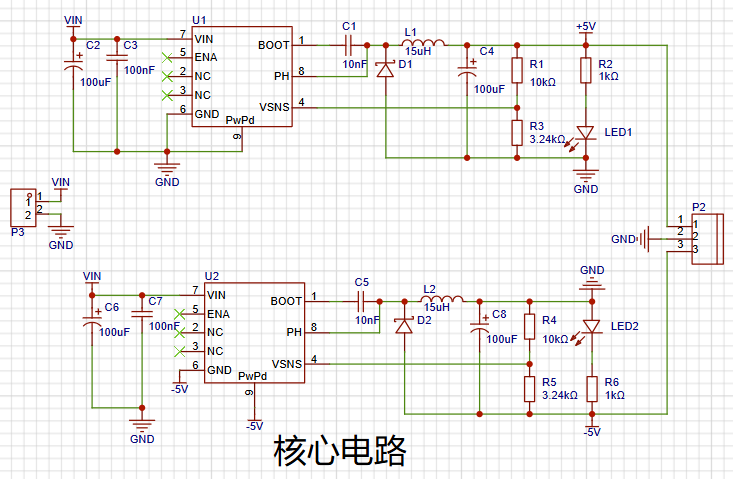 VIN
C2
100uF
C3
100nF
U1
7 VIN
5 ENA
2 NC
3 NC
6 GND
BOOT 1
PH 8
VSNS 4
PwPd
9
GND
C1
10nF
D1
L1
15uH
C4
100uF
R1
10kΩ
R3
3.24kΩ
+5V
R2
1kΩ
LED1
GND
VIN
1 1
2 2
P3
GND
P2
1 1
GND 2 2
3 3
VIN
C6
100uF
C7
100nF
GND
U2
7 VIN
5 ENA
2 NC
3 NC
6 GND
-5V
BOOT 1
PH 8
VSNS 4
PwPd
9
-5V
C5
10nF
D2
L2
15uH
C8
100uF
R4
10kΩ
R5
3.24kΩ
GND
LED2
R6
1kΩ
-5V
核心电路